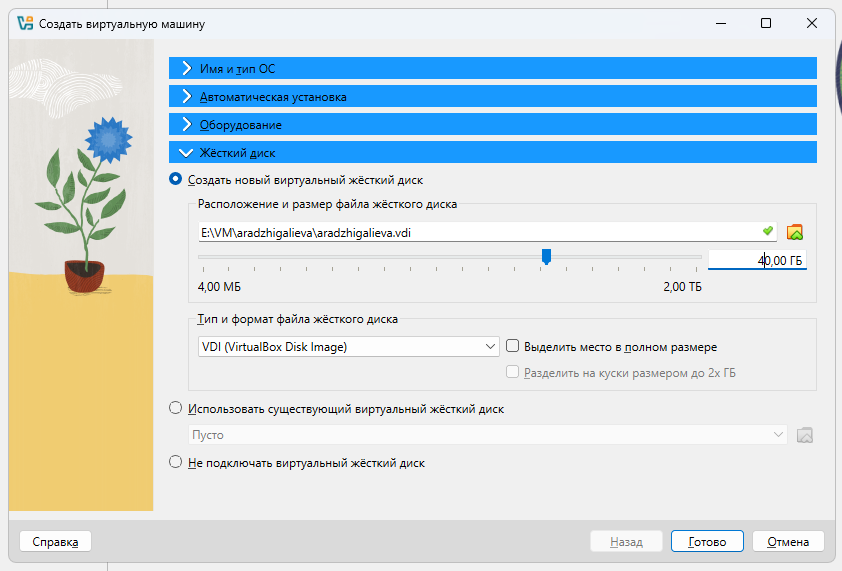 Создать виртуальную машину
Имя и тип ОС
Автоматическая установка
Оборудование
Жёсткий диск
Создать новый виртуальный жёсткий диск
Расположение и размер файла жёсткого диска
E:\VM\aradzhigalieva\aradzhigalieva.vdi
40,00 ГБ
4,00 МБ
2,00 ТБ
Тип и формат файла жёсткого диска
VDI (VirtualBox Disk Image)
Выделить место в полном размере
Разделить на куски размером до 2х ГБ
Использовать существующий виртуальный жёсткий диск
Пусто
Не подключать виртуальный жёсткий диск
Справка
Назад
Готово
Отмена